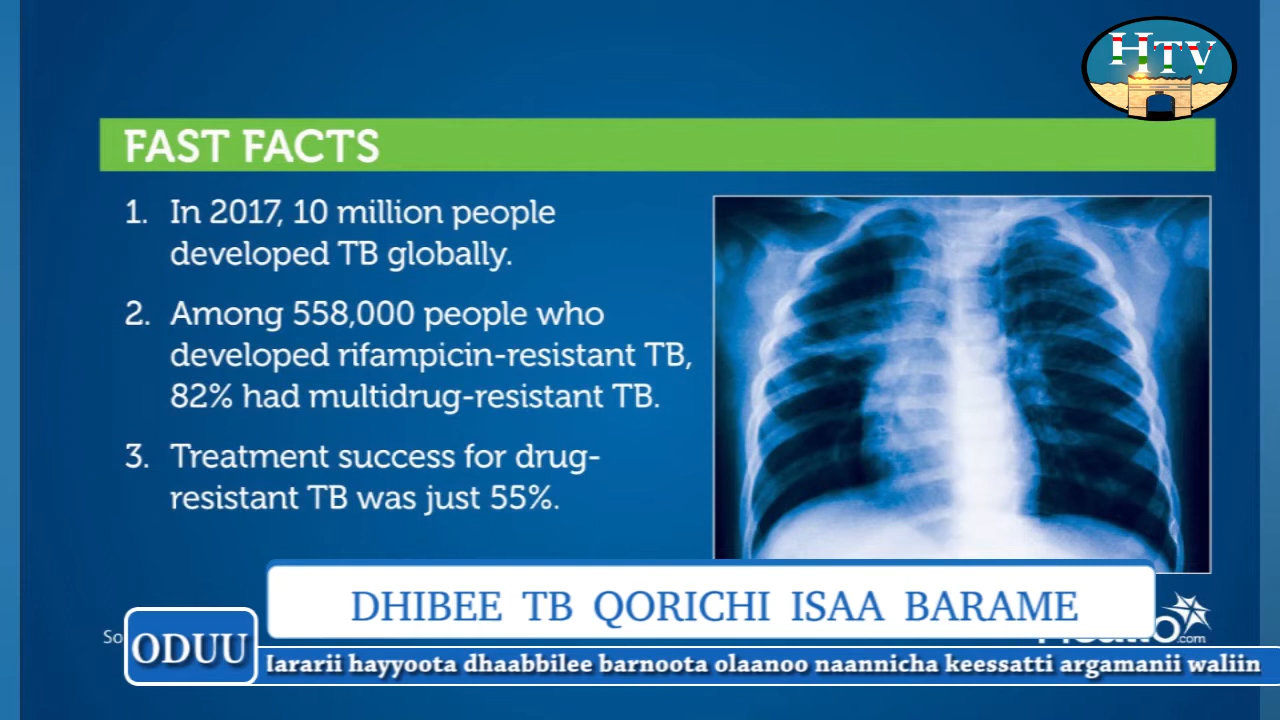 HTV
FAST FACTS
1. In 2017, 10 million people
developed TB globally.
2. Among 558,000 people who
developed rifampicin-resistant TB,
82% had multidrug-resistant TB.
3. Treatment success for drug-
resistant TB was just 55%.
DHIBEE TB QORICHI ISAA BARAME
So
.com
ODUU
hayyoota dhaabbilee barnoota olaanoo naannicha keessatti argamanii waliin